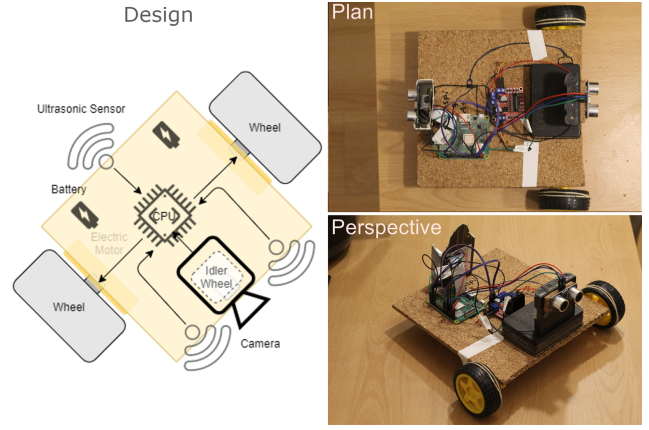 Design
Ultrasonic Sensor
Wheel
Battery
CPU
Electric
Motor
Idler
Wheel
Wheel
Camera
Plan
Perspective